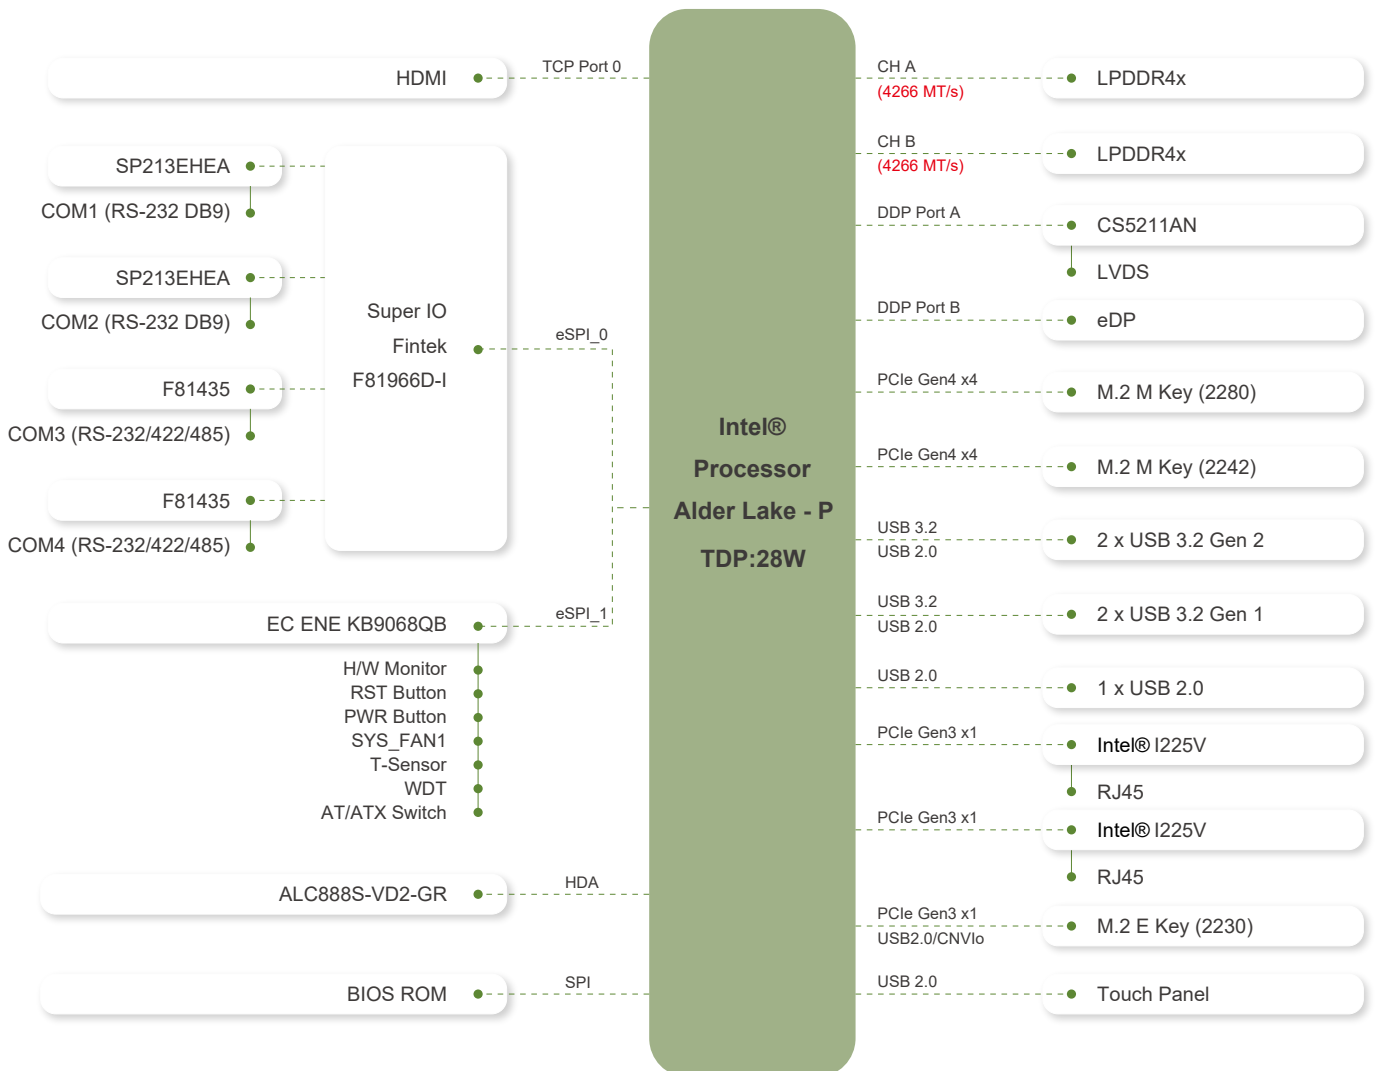 TCP Port 0
HDMI
SP213EHEA
COM1 (RS-232 DB9)
SP213EHEA
COM2 (RS-232 DB9)
F81435
COM3 (RS-232/422/485)
F81435
COM4 (RS-232/422/485)
Super IO
Fintek
F81966D-I
eSPI_0
eSPI_1
EC ENE KB9068QB
H/W Monitor
RST Button
PWR Button
SYS_FAN1
T-Sensor
WDT
AT/ATX Switch
HDA
ALC888S-VD2-GR
SPI
BIOS ROM
Intel®
Processor
Alder Lake - P
TDP:28W
CH A
(4266 MT/s)
LPDDR4x
CH B
(4266 MT/s)
LPDDR4x
DDP Port A
CS5211AN
LVDS
DDP Port B
eDP
PCIe Gen4 x4
M.2 M Key (2280)
PCIe Gen4 x4
M.2 M Key (2242)
USB 3.2
USB 2.0
2 x USB 3.2 Gen 2
USB 3.2
USB 2.0
2 x USB 3.2 Gen 1
USB 2.0
1 x USB 2.0
PCIe Gen3 x1
Intel® I225V
RJ45
PCIe Gen3 x1
Intel® I225V
RJ45
PCIe Gen3 x1
USB2.0/CNVIo
M.2 E Key (2230)
USB 2.0
Touch Panel